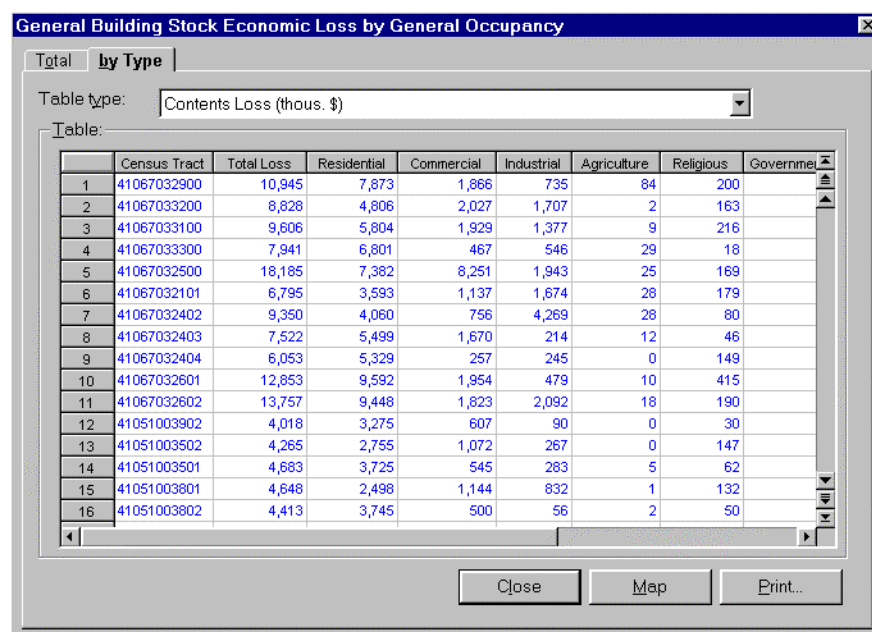 General Building Stock Economic Loss by General Occupancy
Total by Type
Table type: Contents Loss (thous. $)
Table:
Census Tract Total Loss Residential Commercial Industrial Agriculture Religious Governmen
1 41067032900 10,945 7,873 1,866 735 84 200
2 41067033200 8,828 4,806 2,027 1,707 2 163
3 41067033100 9,606 5,804 1,929 1,377 9 216
4 41067033300 7,941 6,801 467 546 29 18
5 41067032500 18,185 7,382 8,251 1,943 25 169
6 41067032101 6,795 3,593 1,137 1,674 28 179
7 41067032402 9,350 4,060 756 4,269 28 80
8 41067032403 7,522 5,499 1,670 214 12 46
9 41067032404 6,053 5,329 257 245 0 149
10 41067032601 12,853 9,592 1,954 479 10 415
11 41067032602 13,757 9,448 1,823 2,092 18 190
12 41051003902 4,018 3,275 607 90 0 30
13 41051003502 4,265 2,755 1,072 267 0 147
14 41051003501 4,683 3,725 545 283 5 62
15 41051003801 4,648 2,498 1,144 832 1 132
16 41051003802 4,413 3,745 500 56 2 50
Close Map Print...